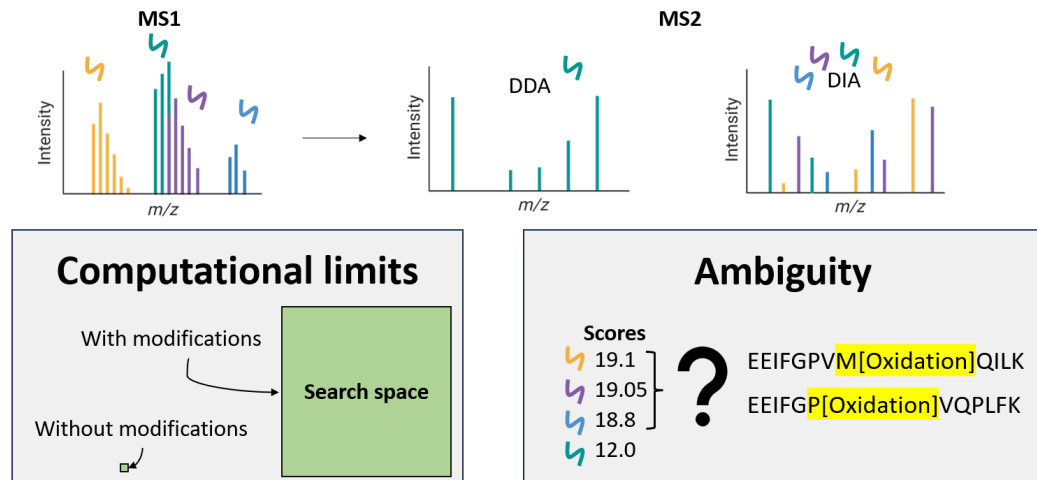 MS1
MS2
Intensity
m/z
DDA
Intensity
m/z
DIA
Intensity
m/z
Computational limits
With modifications
Search space
Without modifications
Ambiguity
Scores
19.1
19.05
18.8
12.0
?
EEIFGPVM[Oxidation]QILK
EEIFGP[Oxidation]VQPLFK